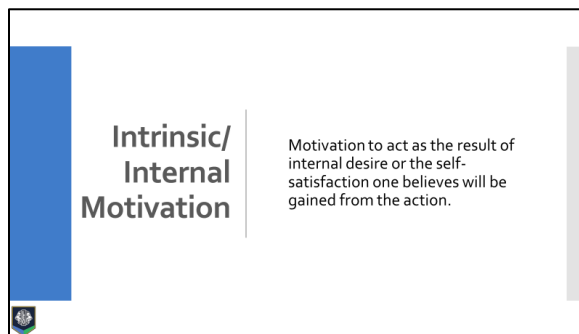 Intrinsic/
Internal
Motivation
Motivation to act as the result of
internal desire or the self-
satisfaction one believes will be
gained from the action.